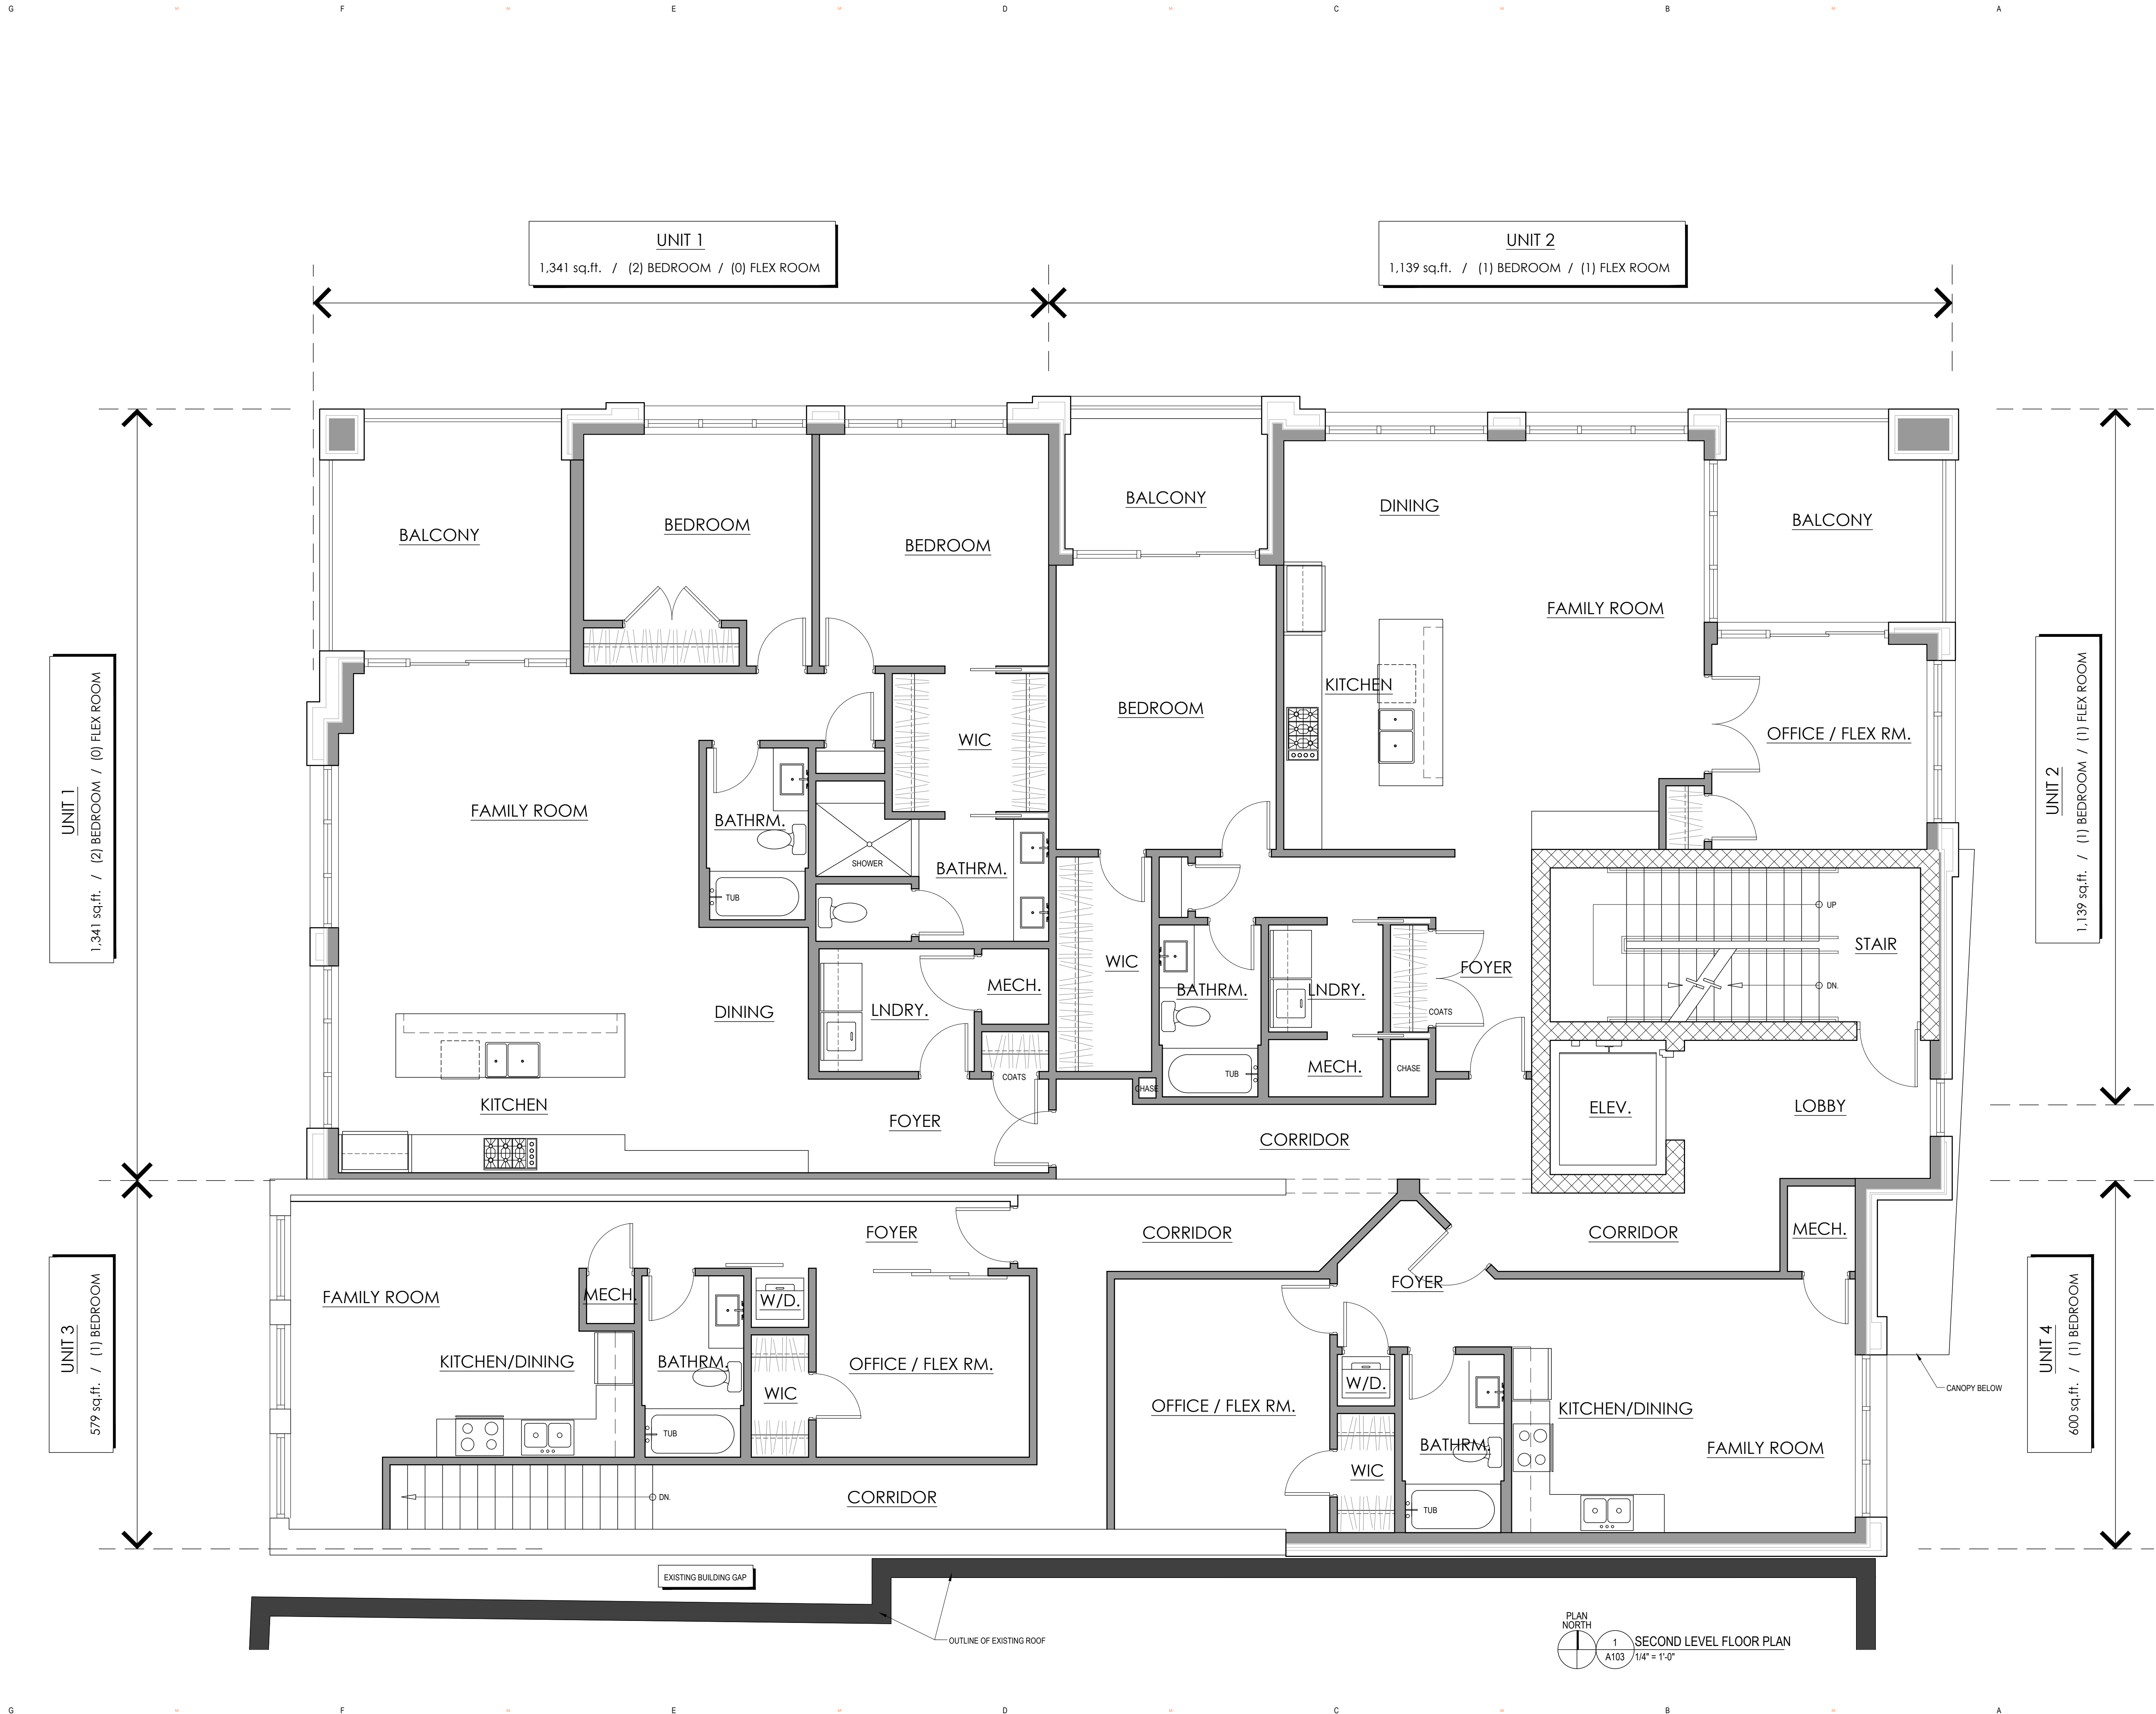 G M F M E M D M C M B M A
UNIT 1
1,341 sq.ft. / (2) BEDROOM / (0) FLEX ROOM
UNIT 2
1,139 sq.ft. / (1) BEDROOM / (1) FLEX ROOM
BALCONY
BEDROOM
BEDROOM
BALCONY
DINING
BALCONY
FAMILY ROOM
KITCHEN
BEDROOM
OFFICE / FLEX RM.
WIC
FAMILY ROOM
BATHRM.
SHOWER
BATHRM.
TUB
UP
STAIR
DN.
WIC
BATHRM.
LNDRY.
FOYER
COATS
MECH.
LNDRY.
DINING
COATS
TUB
MECH.
CHASE
CHASE
KITCHEN
FOYER
CORRIDOR
ELEV.
LOBBY
UNIT 1
1,341 sq.ft. / (2) BEDROOM / (0) FLEX ROOM
UNIT 2
1,139 sq.ft. / (1) BEDROOM / (1) FLEX ROOM
FOYER
CORRIDOR
CORRIDOR
MECH.
FOYER
FAMILY ROOM
MECH.
W/D.
KITCHEN/DINING
BATHRM.
WIC
OFFICE / FLEX RM.
TUB
DN.
CORRIDOR
OFFICE / FLEX RM.
W/D.
WIC
BATHRM.
TUB
KITCHEN/DINING
FAMILY ROOM
UNIT 3
579 sq.ft. / (1) BEDROOM
UNIT 4
600 sq.ft. / (1) BEDROOM
CANOPY BELOW
EXISTING BUILDING GAP
OUTLINE OF EXISTING ROOF
PLAN
NORTH
1
A103
SECOND LEVEL FLOOR PLAN
1/4" = 1'-0"
G M F M E M D M C M B M A